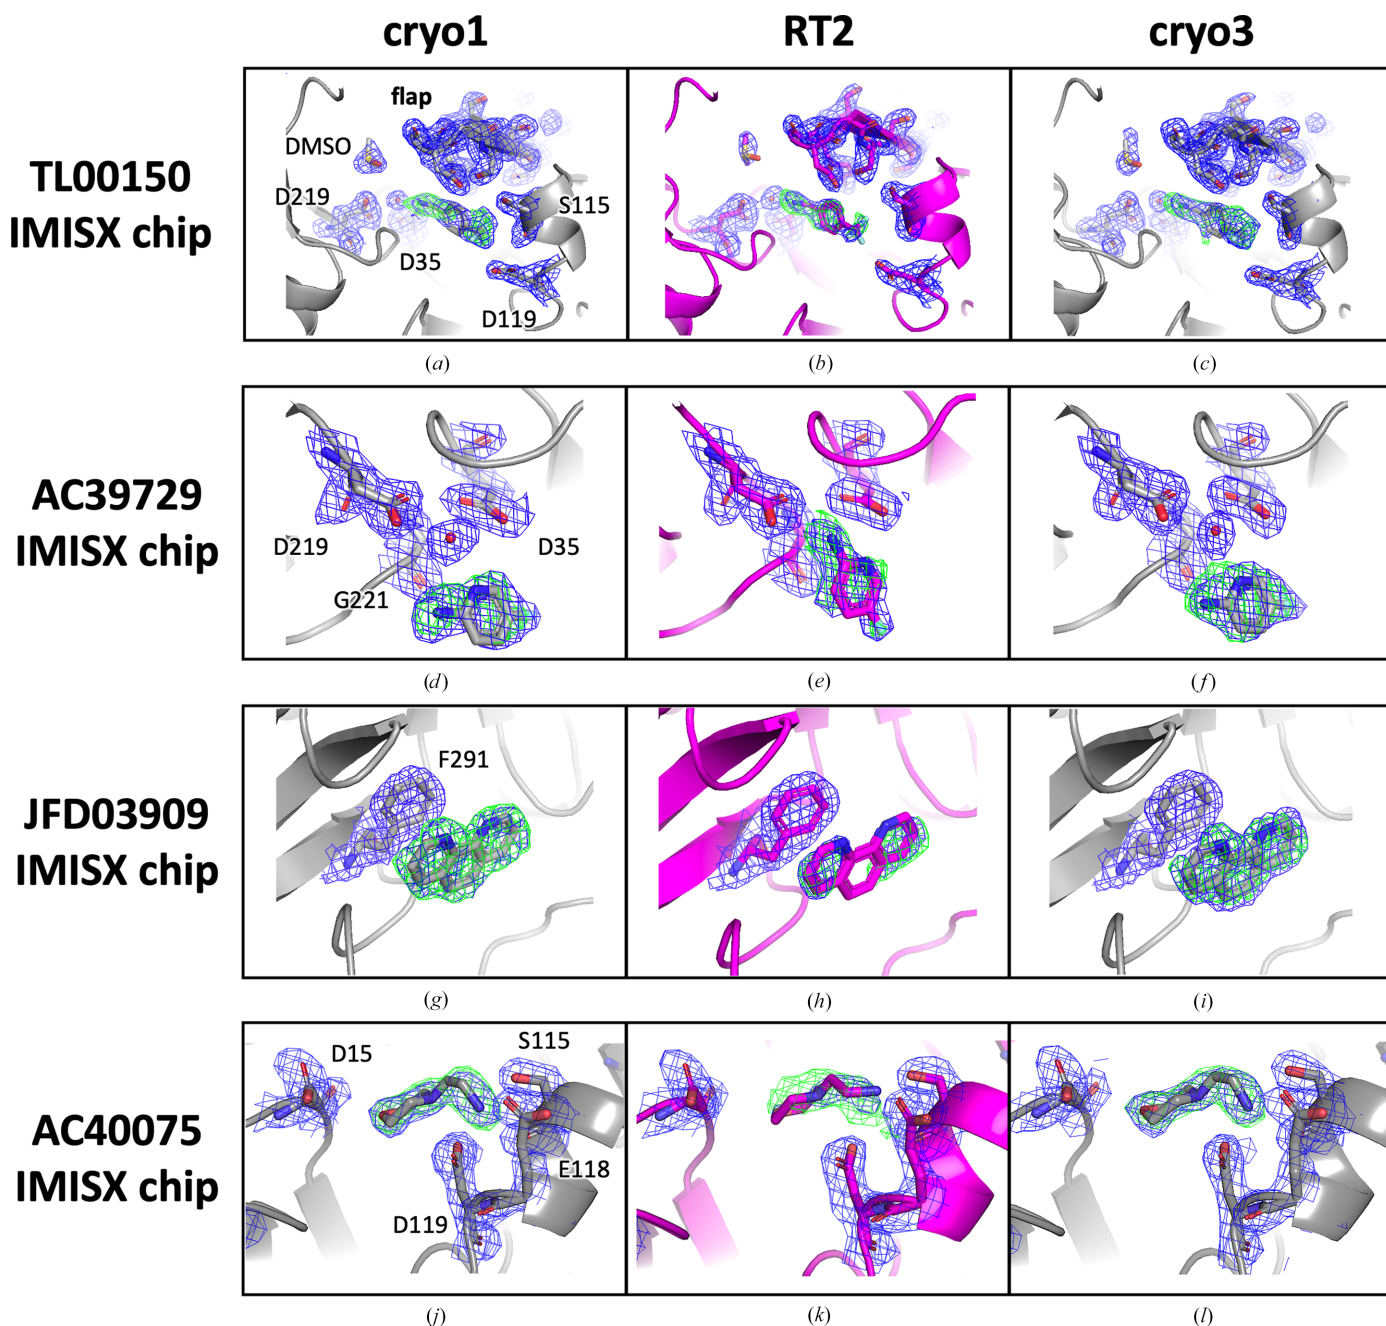 cryo1 RT2 cryo3
TL00150
IMISX chip
flap
DMSO
D219
S115
D35
D119
(a) (b) (c)
AC39729
IMISX chip
D219
D35
G221
(d) (e) (f)
JFD03909
IMISX chip
F291
(g) (h) (i)
AC40075
IMISX chip
D15
S115
E118
D119
(j) (k) (l)